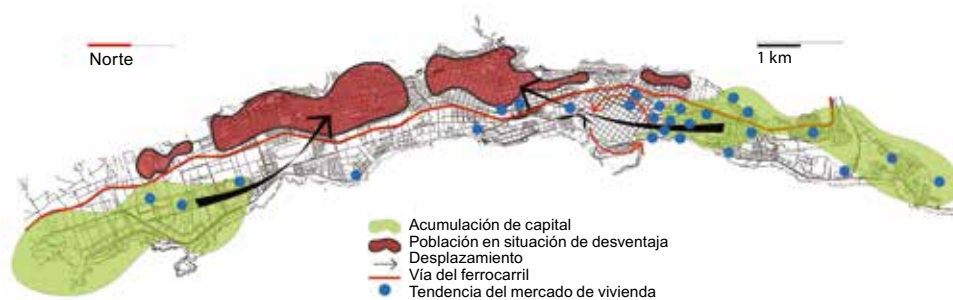 Norte
1 km
Acumulación de capital
Población en situación de desventaja
Desplazamiento
Vía del ferrocarril
Tendencia del mercado de vivienda